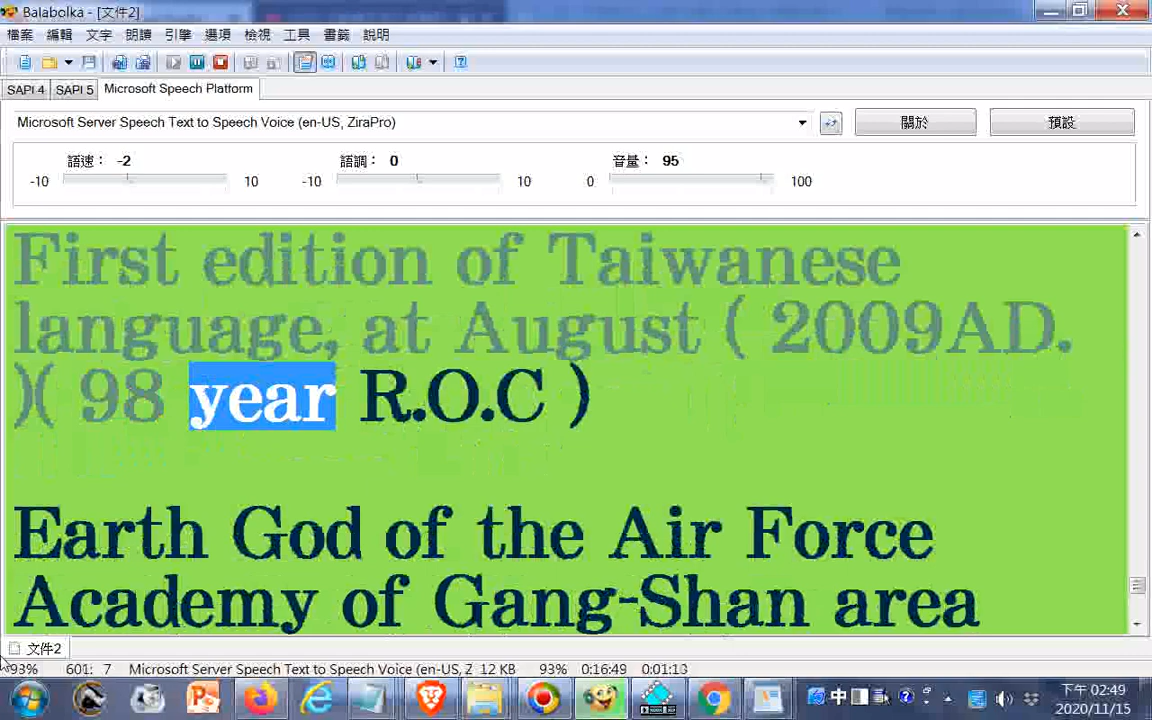 Balabolka - [文件2]
檔案 編輯 文字 朗讀 引擎 選項 檢視 工具 書籤 說明
SAPI 4 SAPI 5 Microsoft Speech Platform
Microsoft Server Speech Text to Speech Voice (en-US, ZiraPro)
關於 預設
語速： -2 語調： 0 音量： 95
-10 10 -10 10 0 100
First edition of Taiwanese
language, at August ( 2009AD.
)( 98 year R.O.C )
Earth God of the Air Force
Academy of Gang-Shan area
文件2
93% 601: 7 Microsoft Server Speech Text to Speech Voice (en-US, Z 12 KB 93% 0:16:49 0:01:13
中
下午 02:49
2020/11/15